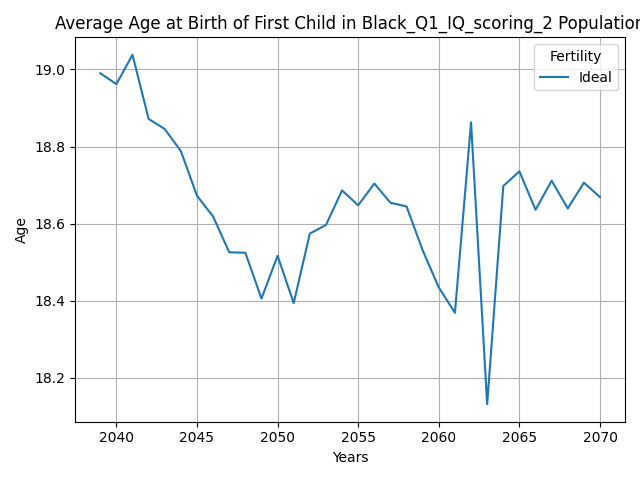 Average Age at Birth of First Child in Black_Q1_IQ_scoring_2 Population
Fertility
Ideal
19.0
18.8
18.6
18.4
18.2
Age
2040 2045 2050 2055 2060 2065 2070
Years